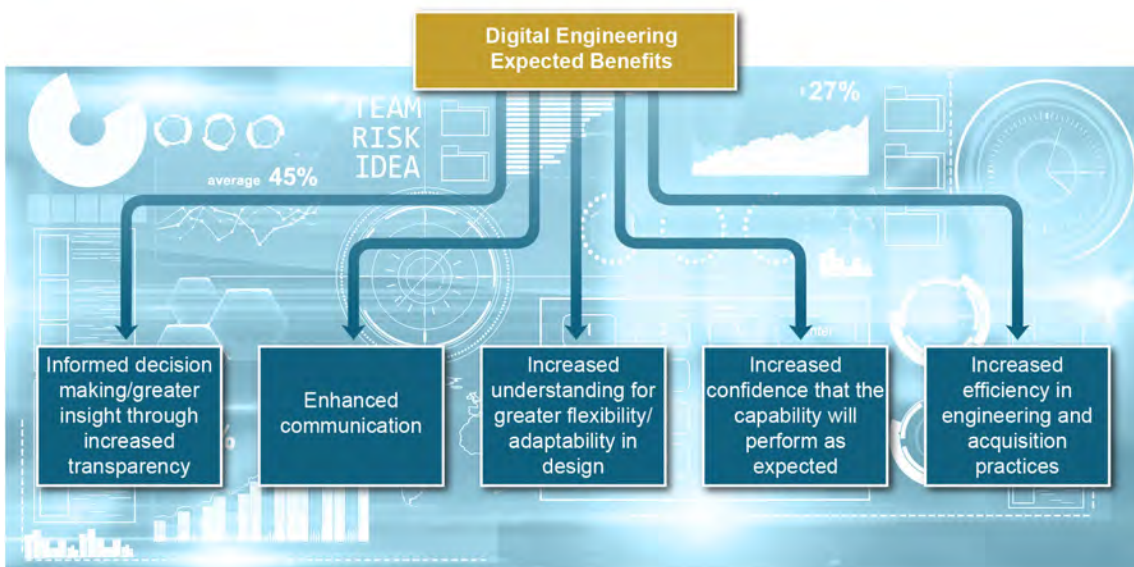 Digital Engineering
Expected Benefits
TEAM
RISK
IDEA
average 45%
27%
Informed decision
making/greater
insight through
increased
transparency
Enhanced
communication
Increased
understanding for
greater flexibility/
adaptability in
design
Increased
confidence that the
capability will
perform as
expected
Increased
efficiency in
engineering and
acquisition
practices